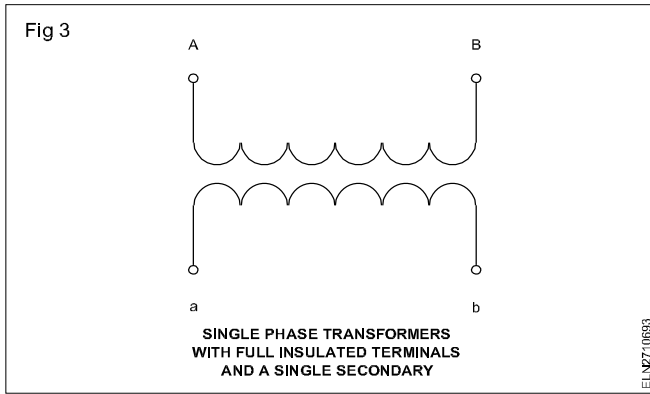 Fig 3
A B
a b
SINGLE PHASE TRANSFORMERS
WITH FULL INSULATED TERMINALS
AND A SINGLE SECONDARY
ELN2710693